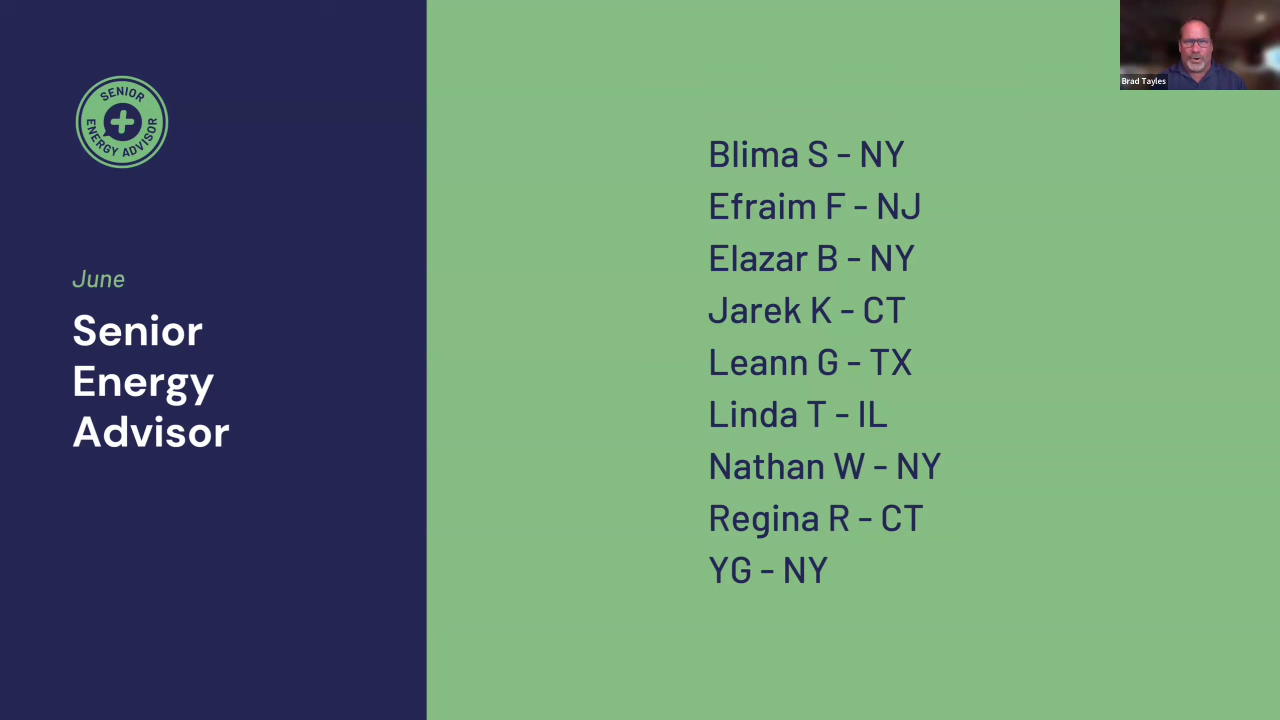 SENIOR
ENERGY ADVISOR
June
Senior
Energy
Advisor
Blima S - NY
Efraim F - NJ
Elazar B - NY
Jarek K - CT
Leann G - TX
Linda T - IL
Nathan W - NY
Regina R - CT
YG - NY
Brad Tayles